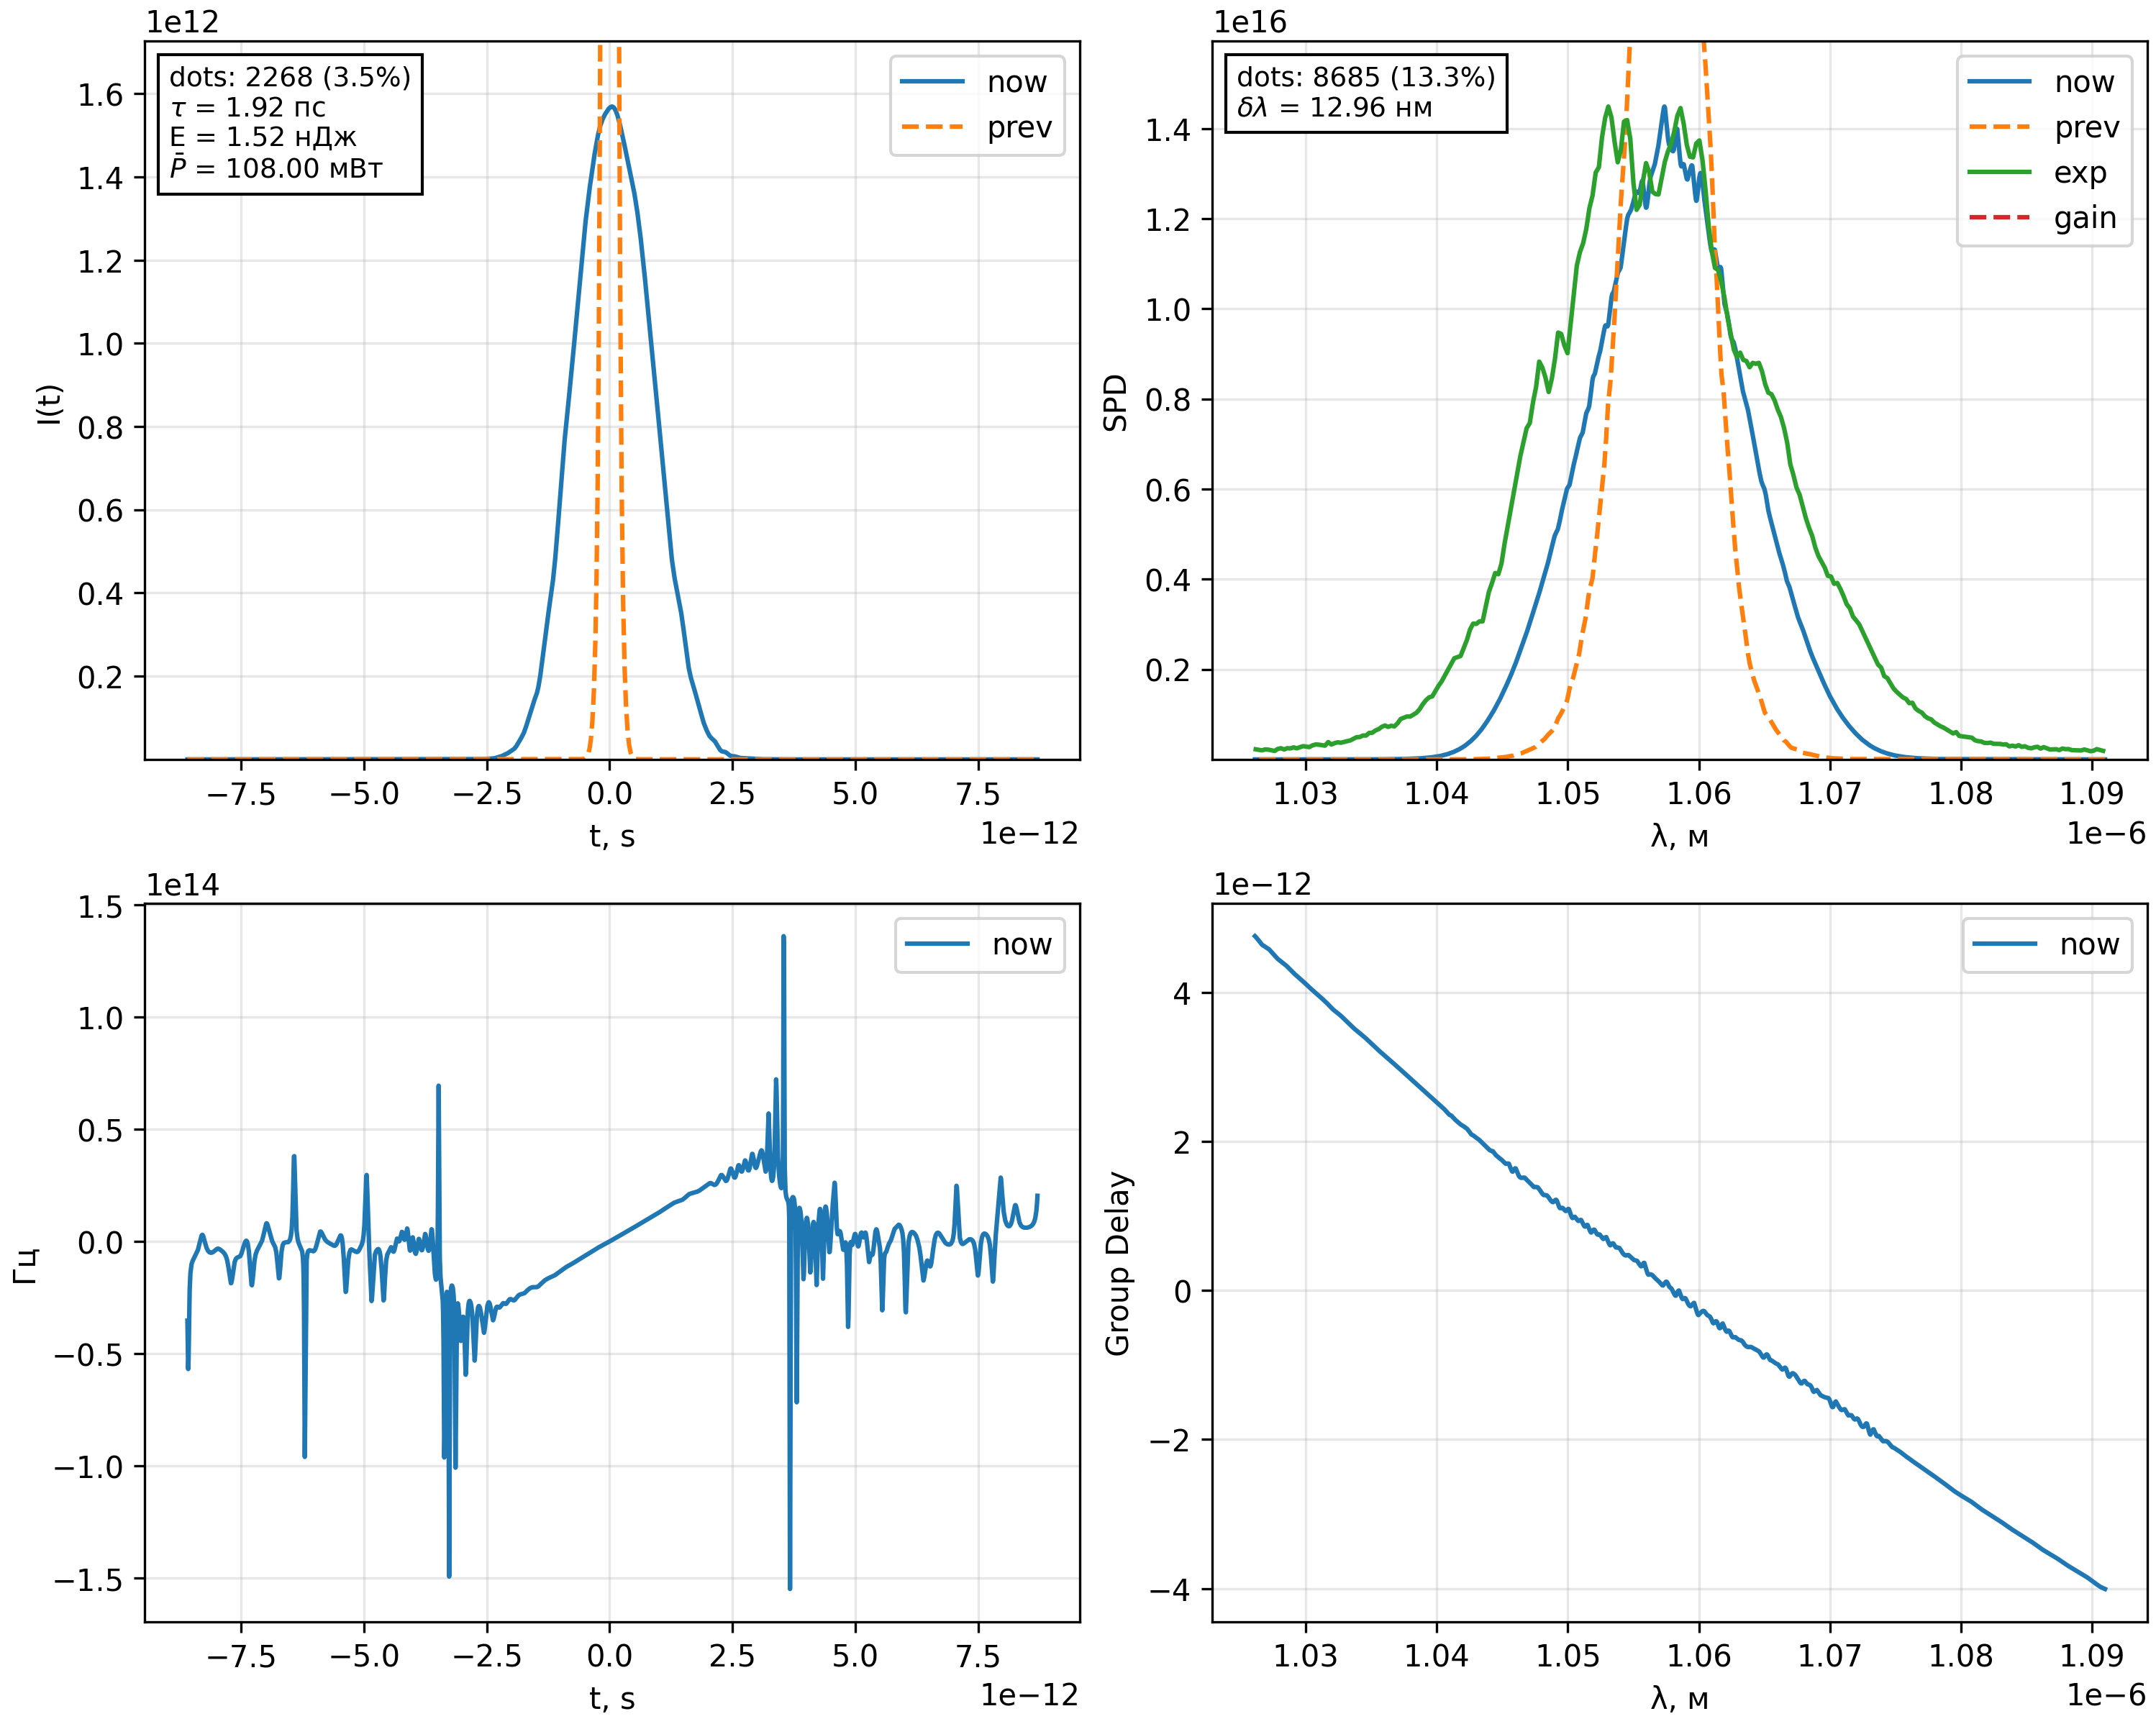 1e12
dots: 2268 (3.5%)
τ = 1.92 пс
E = 1.52 нДж
P̄ = 108.00 мВт
now
prev
1.6
1.4
1.2
1.0
0.8
0.6
0.4
0.2
I(t)
−7.5 −5.0 −2.5 0.0 2.5 5.0 7.5
1e−12
t, s
1e16
dots: 8685 (13.3%)
δλ = 12.96 нм
now
prev
exp
gain
1.4
1.2
1.0
0.8
0.6
0.4
0.2
SPD
1.03 1.04 1.05 1.06 1.07 1.08 1.09
1e−6
λ, м
1e14
now
1.5
1.0
0.5
0.0
−0.5
−1.0
−1.5
Гц
−7.5 −5.0 −2.5 0.0 2.5 5.0 7.5
1e−12
t, s
1e−12
now
4
2
0
−2
−4
Group Delay
1.03 1.04 1.05 1.06 1.07 1.08 1.09
1e−6
λ, м